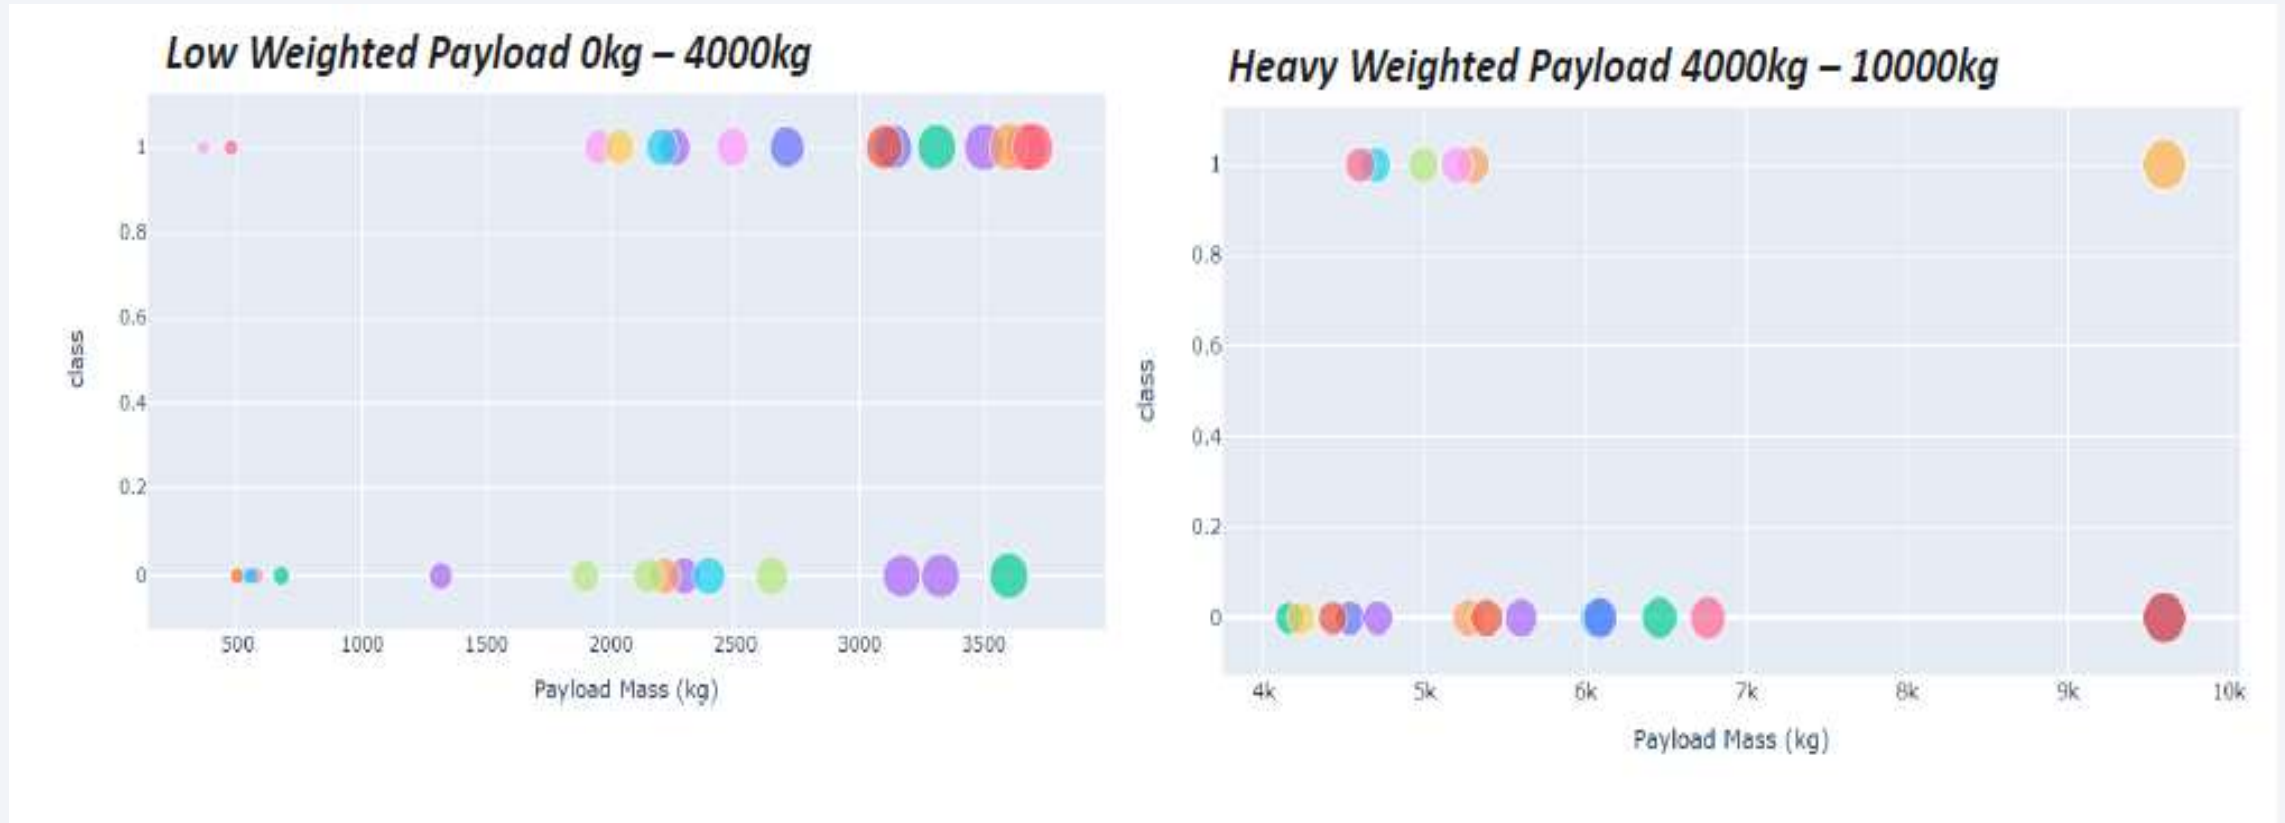 Low Weighted Payload 0kg – 4000kg
1
0.8
0.6
0.4
0.2
0
class
500 1000 1500 2000 2500 3000 3500
Payload Mass (kg)
Heavy Weighted Payload 4000kg – 10000kg
1
0.8
0.6
0.4
0.2
0
class
4k 5k 6k 7k 8k 9k 10k
Payload Mass (kg)